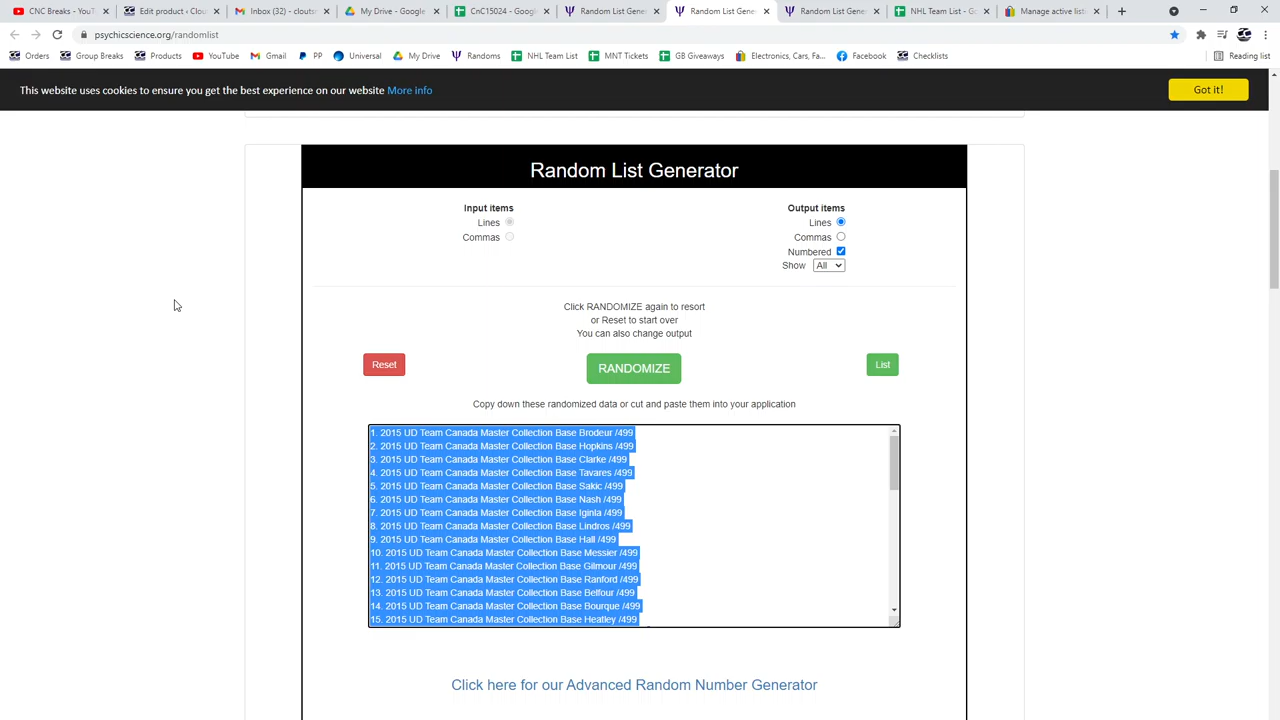 CNC Breaks - YouT
Edit product ‹ Clou
Inbox (32) - clouts
My Drive - Google
CnC15024 - Googl
Random List Gener
Random List Gene
Random List Gener
NHL Team List - Go
Manage active lists
psychicscience.org/randomlist
Orders
Group Breaks
Products
YouTube
Gmail
PP
Universal
My Drive
Randoms
NHL Team List
MNT Tickets
GB Giveaways
Electronics, Cars, Fa...
Facebook
Checklists
Reading list
This website uses cookies to ensure you get the best experience on our website More info
Got it!
Random List Generator
Input items
Lines
Commas
Output items
Lines
Commas
Numbered
Show All
Click RANDOMIZE again to resort
or Reset to start over
You can also change output
Reset
RANDOMIZE
List
Copy down these randomized data or cut and paste them into your application
1. 2015 UD Team Canada Master Collection Base Brodeur /499
2. 2015 UD Team Canada Master Collection Base Hopkins /499
3. 2015 UD Team Canada Master Collection Base Clarke /499
4. 2015 UD Team Canada Master Collection Base Tavares /499
5. 2015 UD Team Canada Master Collection Base Sakic /499
6. 2015 UD Team Canada Master Collection Base Nash /499
7. 2015 UD Team Canada Master Collection Base Iginla /499
8. 2015 UD Team Canada Master Collection Base Lindros /499
9. 2015 UD Team Canada Master Collection Base Hall /499
10. 2015 UD Team Canada Master Collection Base Messier /499
11. 2015 UD Team Canada Master Collection Base Gilmour /499
12. 2015 UD Team Canada Master Collection Base Ranford /499
13. 2015 UD Team Canada Master Collection Base Belfour /499
14. 2015 UD Team Canada Master Collection Base Bourque /499
15. 2015 UD Team Canada Master Collection Base Heatley /499
Click here for our Advanced Random Number Generator